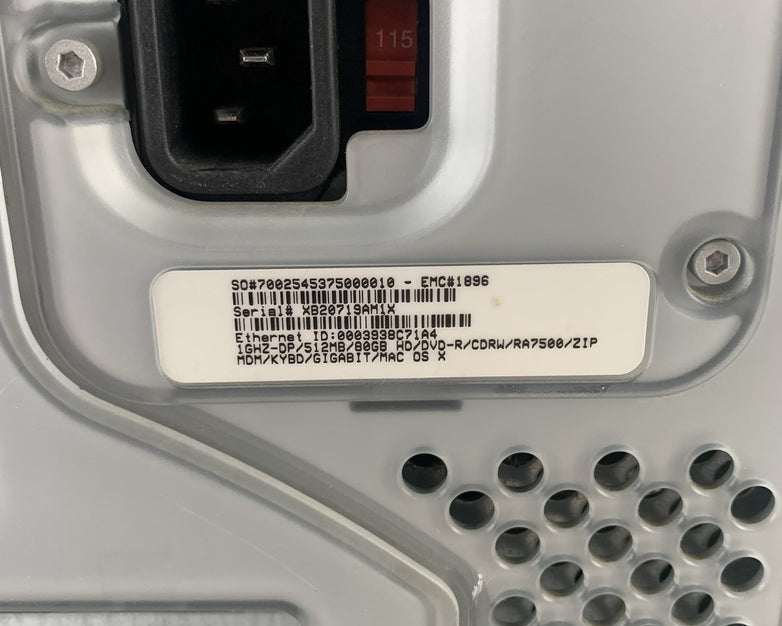 115
SO#7002545375000010 - EMC#1896
Serial# XB20719AM1X
Ethernet ID:0003938C71A4
1GHZ-DP/512MB/80GB HD/DVD-R/CDRW/RA7500/ZIP
MDM/KYBD/GIGABIT/MAC OS X